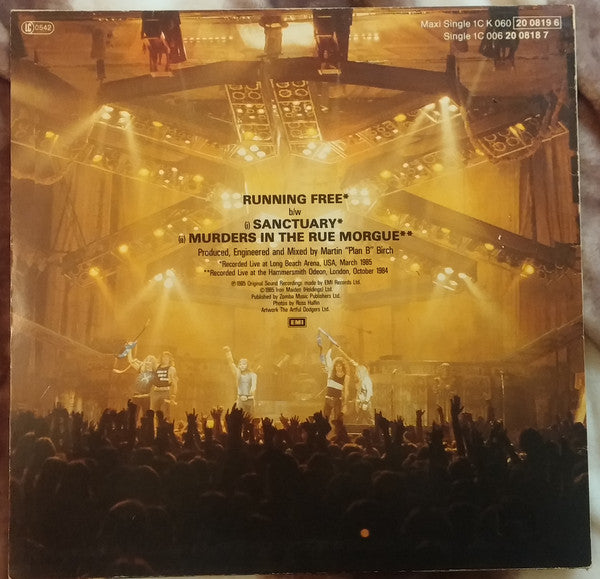 LC 0542
Maxi Single 1C K 060 20 0819 6
Single 1C 006 20 0818 7
RUNNING FREE*
b/w
(i) SANCTUARY*
(ii) MURDERS IN THE RUE MORGUE**
Produced, Engineered and Mixed by Martin "Plan B" Birch
*Recorded Live at Long Beach Arena, USA, March 1985
**Recorded Live at the Hammersmith Odeon, London, October 1984
℗ 1985 Original Sound Recordings made by EMI Records Ltd.
© 1985 Iron Maiden (Holdings) Ltd.
Published by Zomba Music Publishers Ltd.
Photos by Ross Halfin
Artwork The Artful Dodgers Ltd.
EMI